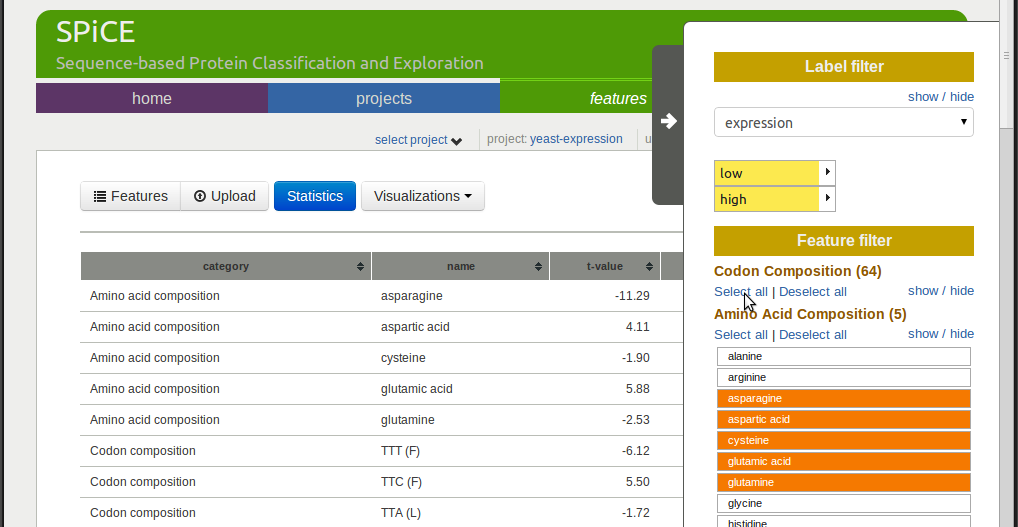 SPiCE
Sequence-based Protein Classification and Exploration
home projects features
select project project: yeast-expression
Features Upload Statistics Visualizations
category name t-value
Amino acid composition asparagine -11.29
Amino acid composition aspartic acid 4.11
Amino acid composition cysteine -1.90
Amino acid composition glutamic acid 5.88
Amino acid composition glutamine -2.53
Codon composition TTT (F) -6.12
Codon composition TTC (F) 5.50
Codon composition TTA (L) -1.72
Label filter
show / hide
expression
low
high
Feature filter
Codon Composition (64)
Select all | Deselect all show / hide
Amino Acid Composition (5)
Select all | Deselect all show / hide
alanine
arginine
asparagine
aspartic acid
cysteine
glutamic acid
glutamine
glycine
histidine